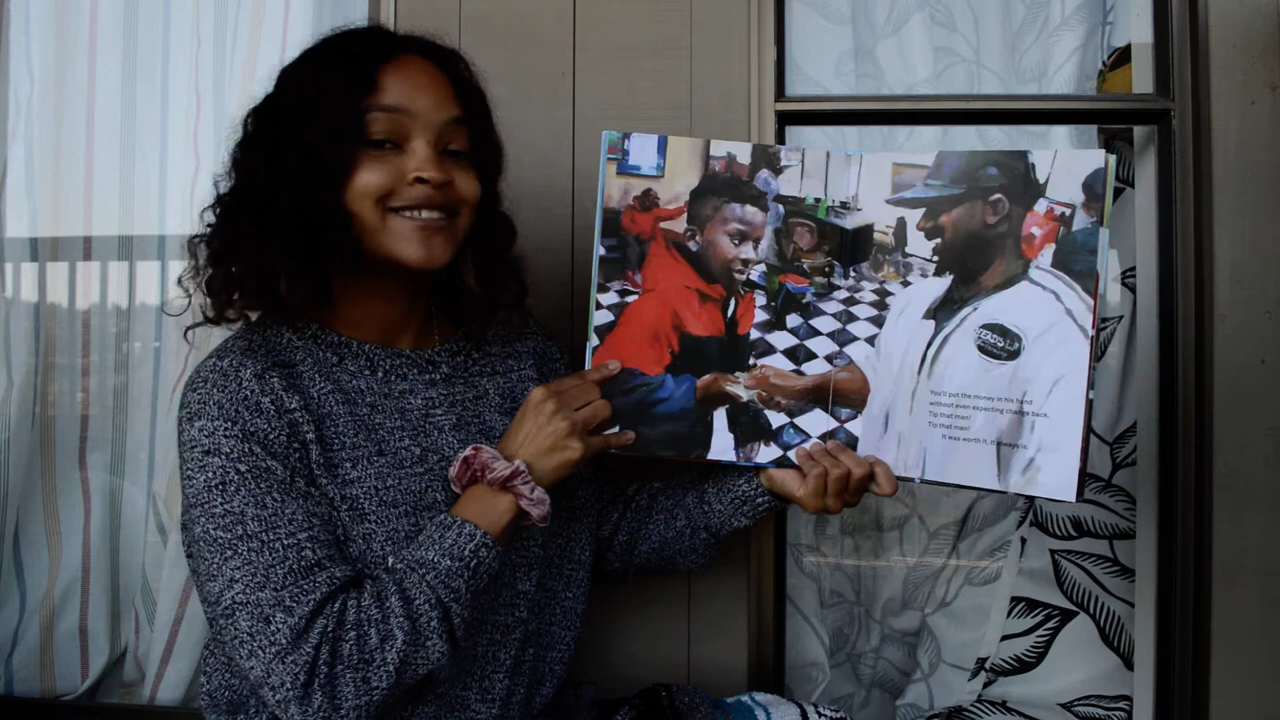 You'll put the money in his hand
without even expecting change back.
Tip that man!
Tip that man!
It was worth it. It always is.